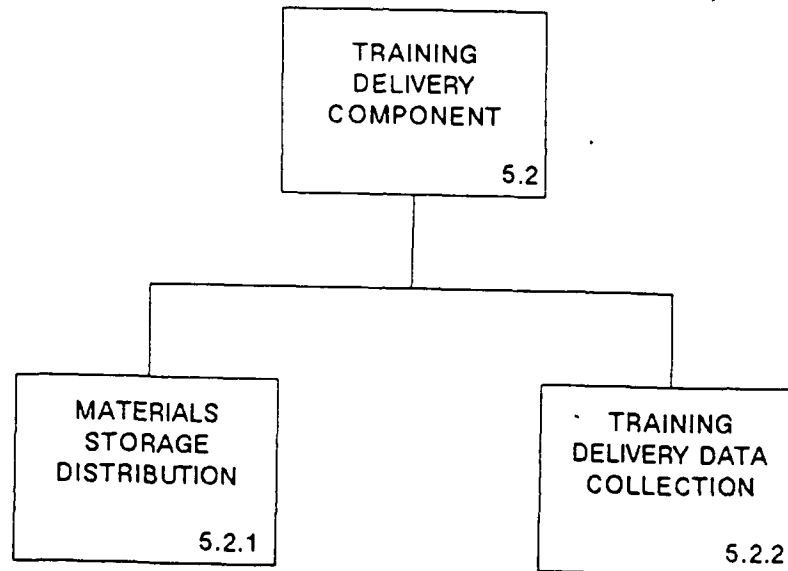 TRAINING
DELIVERY
COMPONENT
5.2
MATERIALS
STORAGE
DISTRIBUTION
5.2.1
TRAINING
DELIVERY DATA
COLLECTION
5.2.2